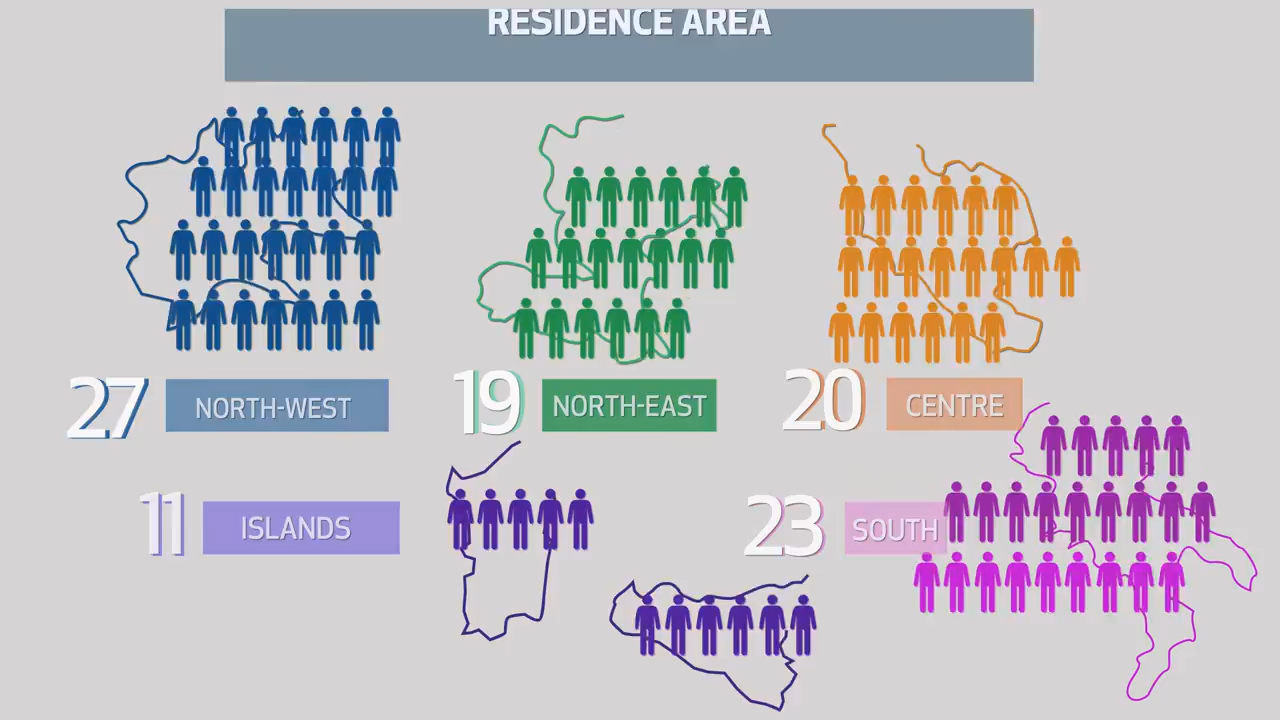 RESIDENCE AREA
27 NORTH-WEST
19 NORTH-EAST
20 CENTRE
11 ISLANDS
23 SOUTH